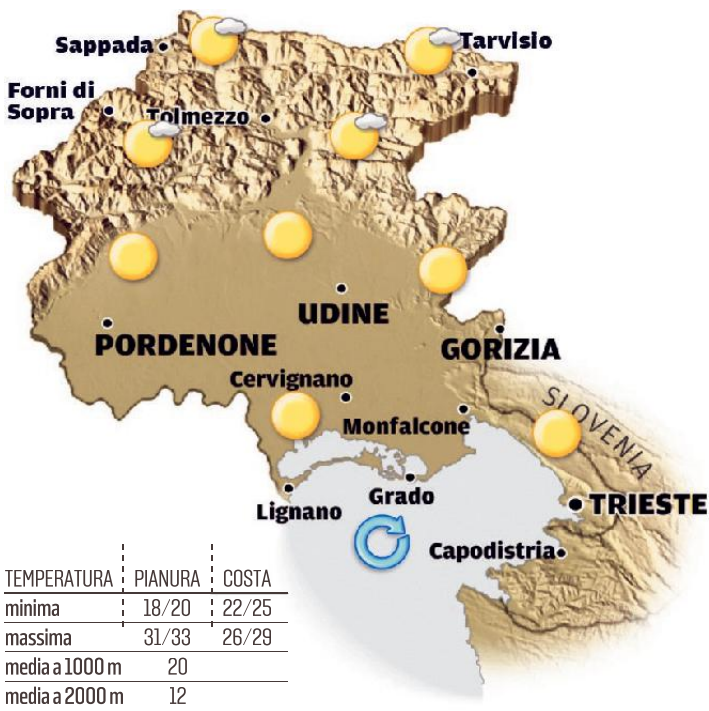 Sappada
Tarvisio
Forni di
Sopra
Tolmezzo
UDINE
PORDENONE
GORIZIA
Cervignano
SLOVENIA
Monfalcone
Lignano
Grado
TRIESTE
Capodistria
TEMPERATURA PIANURA COSTA
minima 18/20 22/25
massima 31/33 26/29
media a 1000 m 20
media a 2000 m 12